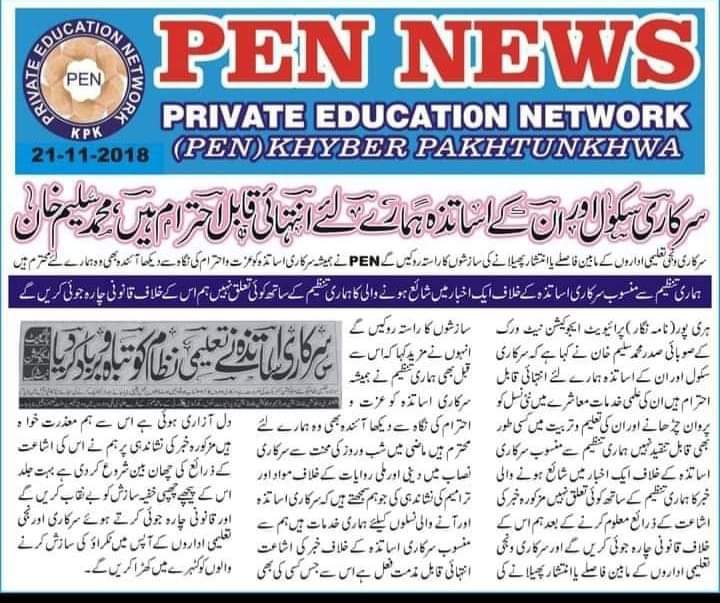 PRIVATE EDUCATION NETWORK
PEN
KPK
21-11-2018
PEN NEWS
PRIVATE EDUCATION NETWORK
(PEN) KHYBER PAKHTUNKHWA
سرکاری سکول اور ان کے اساتذہ ہمارے لئے انتہائی قابل احترام ہیں، محمد سلیم خان
سرکاری ونجی تعلیمی اداروں کے مابین فاصلے یا انتشار پھیلانے کی سازشوں کا راستہ روکیں گے PEN نے ہمیشہ سرکاری اساتذہ کو عزت واحترام کی نگاہ سے دیکھا آئندہ بھی وہ ہمارے لئے محترم ہیں
ہماری تنظیم سے منسوب سرکاری اساتذہ کے خلاف ایک اخبار میں شائع ہونے والی کا ہماری تنظیم کے ساتھ کوئی تعلق نہیں ہم اس کے خلاف قانونی چارہ جوئی کریں گے
ہری پور (نامہ نگار) پرائیویٹ ایجوکیشن نیٹ ورک
کے صوبائی صدر محمد سلیم خان نے کہا ہے کہ سرکاری
سکول اور ان کے اساتذہ ہمارے لئے انتہائی قابل
احترام ہیں ان کی علمی خدمات معاشرے میں نئی نسل کو
پروان چڑھانے اور ان کی تعلیم و تربیت میں کسی طور
بھی قابل تنقید نہیں ہماری تنظیم سے منسوب سرکاری
اساتذہ کے خلاف ایک اخبار میں شائع ہونے والی
خبر کا ہماری تنظیم کے ساتھ کوئی تعلق نہیں مذکورہ خبر کی
اشاعت کے ذرائع معلوم کرنے کے بعد ہم اس کے
خلاف قانونی چارہ جوئی کریں گے اور سرکاری ونجی
تعلیمی اداروں کے مابین فاصلے یا انتشار پھیلانے کی
سازشوں کا راستہ روکیں گے
انہوں نے مزید کہا کہ اس سے
قبل بھی ہماری تنظیم نے ہمیشہ
سرکاری اساتذہ کو عزت و
احترام کی نگاہ سے دیکھا آئندہ بھی وہ ہمارے لئے
محترم ہیں ماضی میں شب وروز کی محنت سے سرکاری
نصاب میں دینی اور ملی روایات کے خلاف مواد اور
ترامیم کی نشاندہی کی جو ہم سمجھتے ہیں کہ سرکاری اساتذہ
اور آنے والی نسلوں کیلئے ہماری خدمات ہیں ہم سے
منسوب سرکاری اساتذہ کے خلاف خبر کی اشاعت
انتہائی قابل مذمت فعل ہے اس سے جس کسی کی بھی
سرکاری اساتذہ نے تعلیمی نظام کو تباہ و برباد کر دیا
دل آزاری ہوئی ہے اس سے ہم معذرت خواہ
ہیں مذکورہ خبر کی نشاندہی پر ہم نے اس کی اشاعت
کے ذرائع کی چھان بین شروع کر دی ہے بہت جلد
اس کے پیچھے چھپی خفیہ سازش کو بے نقاب کریں گے
اور قانونی چارہ جوئی کرتے ہوئے سرکاری اور نجی
تعلیمی اداروں کے آپس میں ٹکراؤ کی سازش کرنے
والوں کو کٹہرے میں کھڑا کریں گے۔